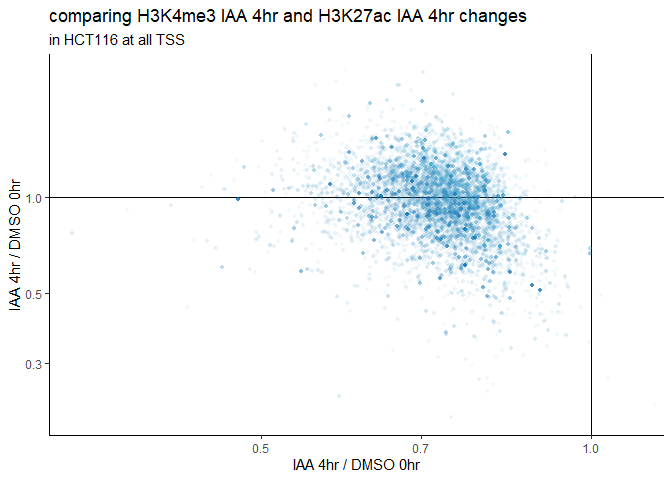 comparing H3K4me3 IAA 4hr and H3K27ac IAA 4hr changes
in HCT116 at all TSS
IAA 4hr / DMSO 0hr
1.0
0.5
0.3
0.5
0.7
1.0
IAA 4hr / DMSO 0hr